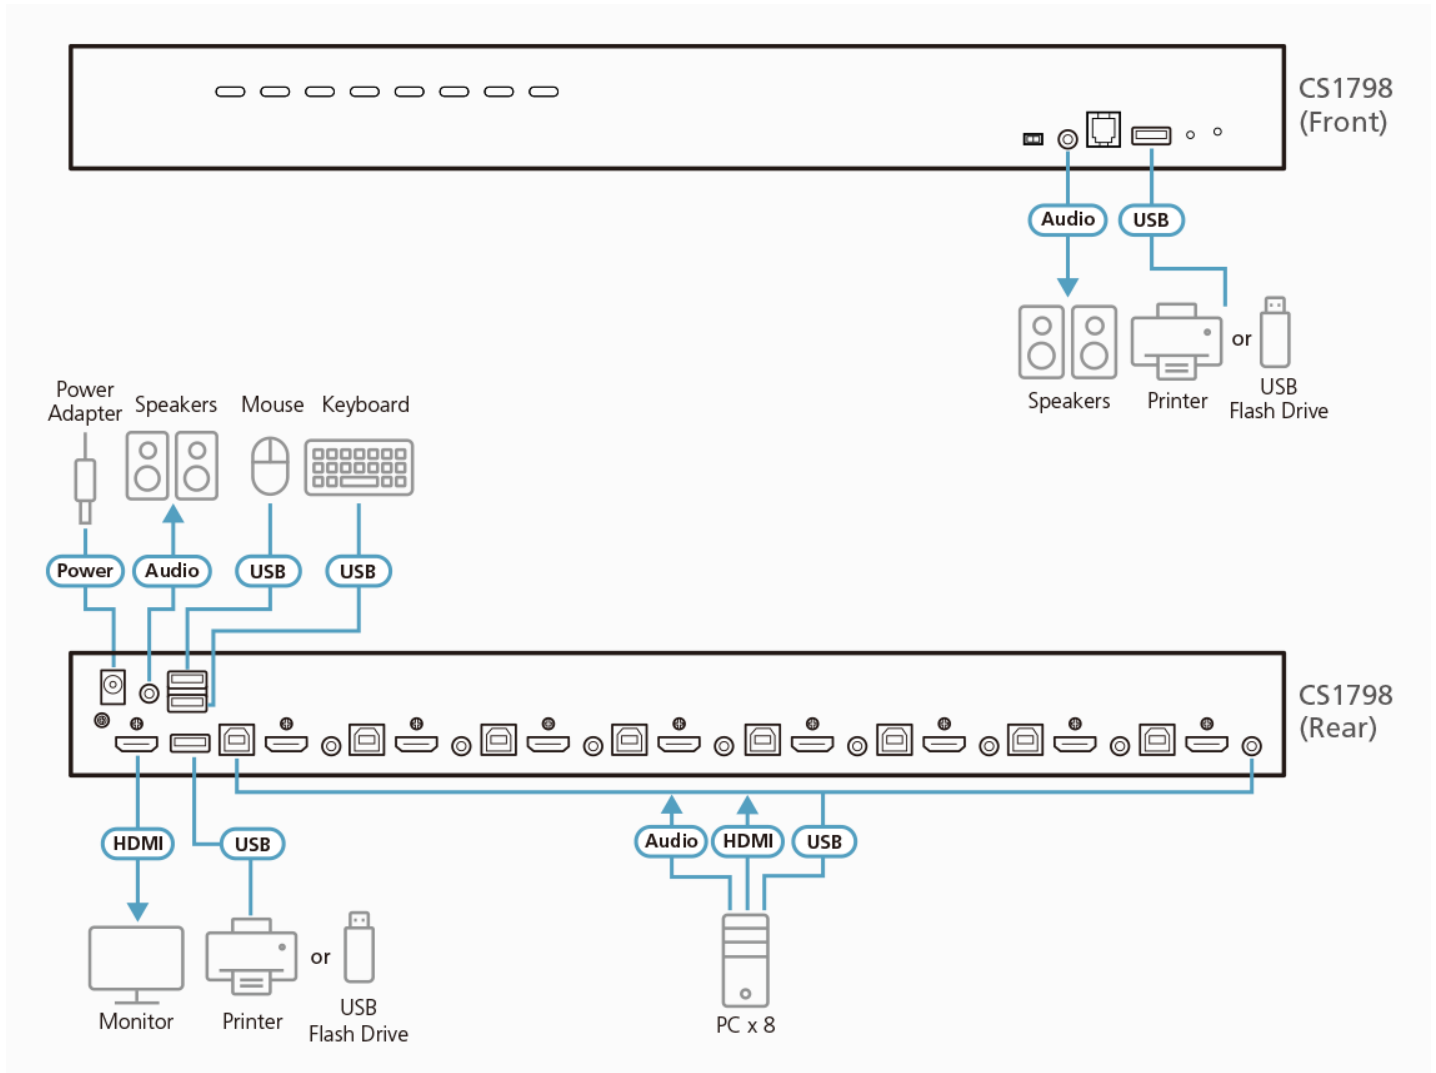 CS1798
(Front)
Audio
USB
or
Speakers
Printer
USB
Flash Drive
Power
Adapter
Speakers
Mouse
Keyboard
Power
Audio
USB
USB
CS1798
(Rear)
HDMI
USB
Audio
HDMI
USB
or
Monitor
Printer
USB
Flash Drive
PC x 8